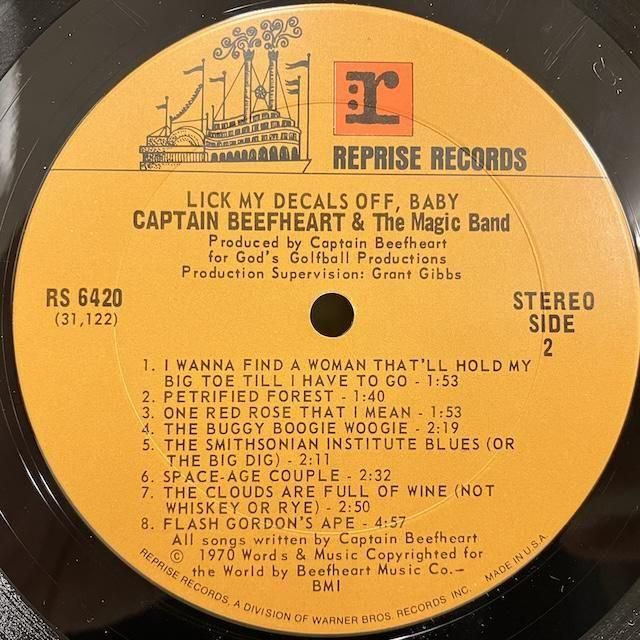 r
REPRISE RECORDS
LICK MY DECALS OFF, BABY
CAPTAIN BEEFHEART & The Magic Band
Produced by Captain Beefheart
for God's Golfball Productions
Production Supervision: Grant Gibbs
RS 6420
(31,122)
STEREO
SIDE
2
1. I WANNA FIND A WOMAN THAT'LL HOLD MY
BIG TOE TILL I HAVE TO GO - 1:53
2. PETRIFIED FOREST - 1:40
3. ONE RED ROSE THAT I MEAN - 1:53
4. THE BUGGY BOOGIE WOOGIE - 2:19
5. THE SMITHSONIAN INSTITUTE BLUES (OR
THE BIG DIG) - 2:11
6. SPACE-AGE COUPLE - 2:32
7. THE CLOUDS ARE FULL OF WINE (NOT
WHISKEY OR RYE) - 2:50
8. FLASH GORDON'S APE - 4:57
All songs written by Captain Beefheart
© 1970 Words & Music Copyrighted for
the World by Beefheart Music Co.-
BMI
REPRISE RECORDS, A DIVISION OF WARNER BROS. RECORDS INC. MADE IN U.S.A.